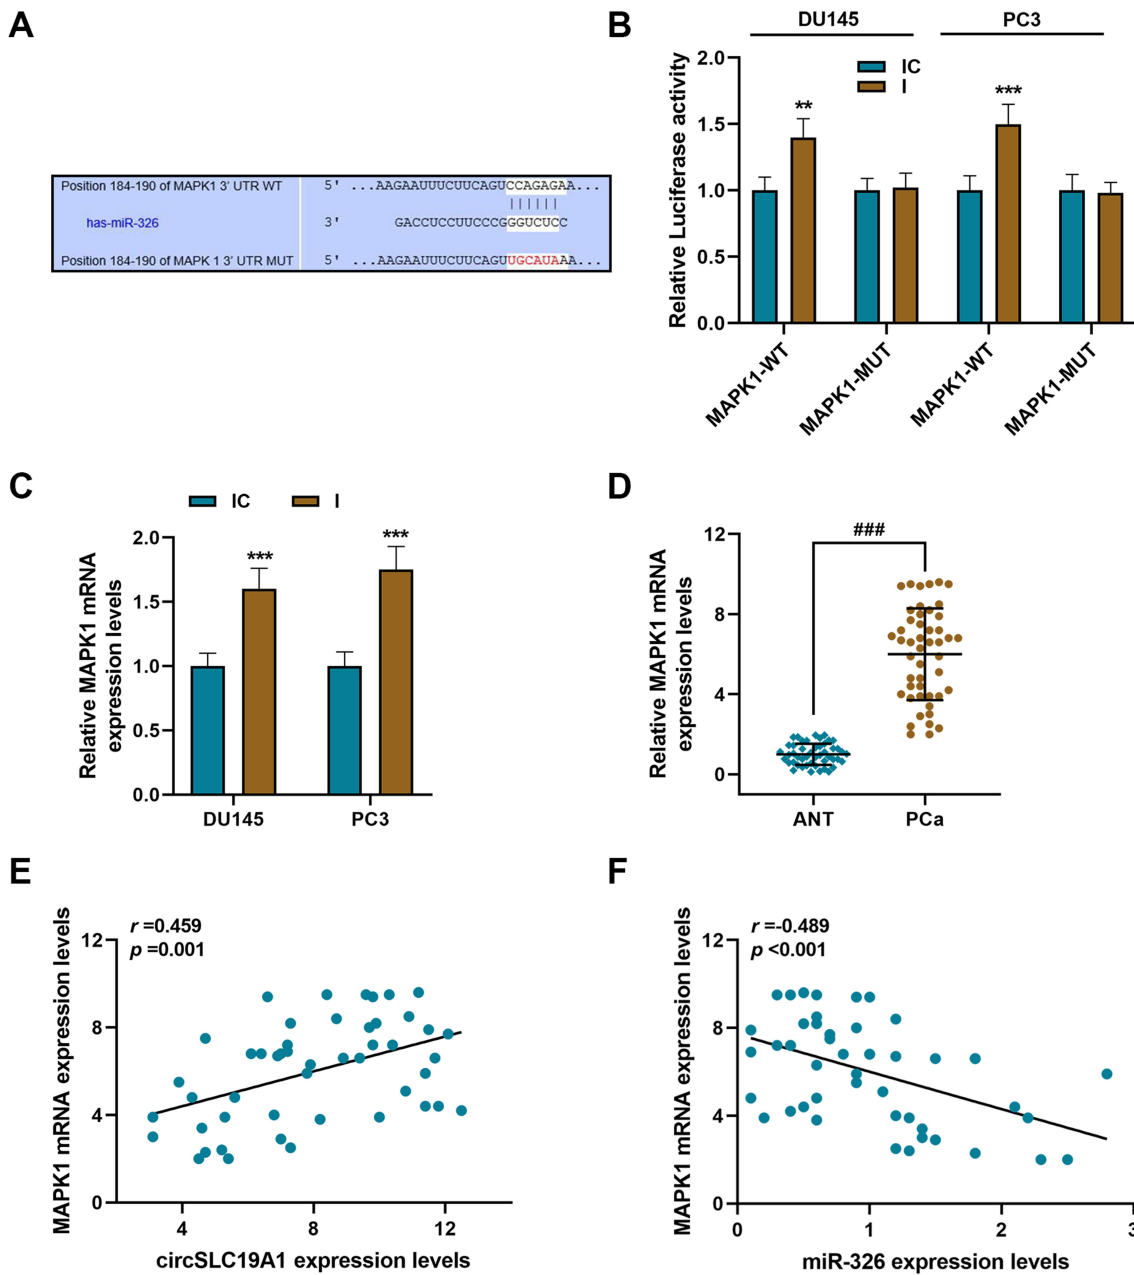 A
Position 184-190 of MAPK1 3' UTR WT 5' ...AAGAAUUUCUUCAGUCCAGAGAA...
has-miR-326 3' GACCUCCUUCCCGGGUCUCC
Position 184-190 of MAPK 1 3' UTR MUT 5' ...AAGAAUUUCUUCAGUUGCAUAAA...
B
DU145 PC3
IC
I
Relative Luciferase activity
2.0
1.5
1.0
0.5
0.0
** ***
MAPK1-WT MAPK1-MUT MAPK1-WT MAPK1-MUT
C
IC I
Relative MAPK1 mRNA
expression levels
2.0
1.5
1.0
0.5
0.0
*** ***
DU145 PC3
D
Relative MAPK1 mRNA
expression levels
12
8
4
0
###
ANT PCa
E
r =0.459
p =0.001
MAPK1 mRNA expression levels
12
8
4
0
4 8 12
circSLC19A1 expression levels
F
r =-0.489
p <0.001
MAPK1 mRNA expression levels
12
8
4
0
0 1 2 3
miR-326 expression levels